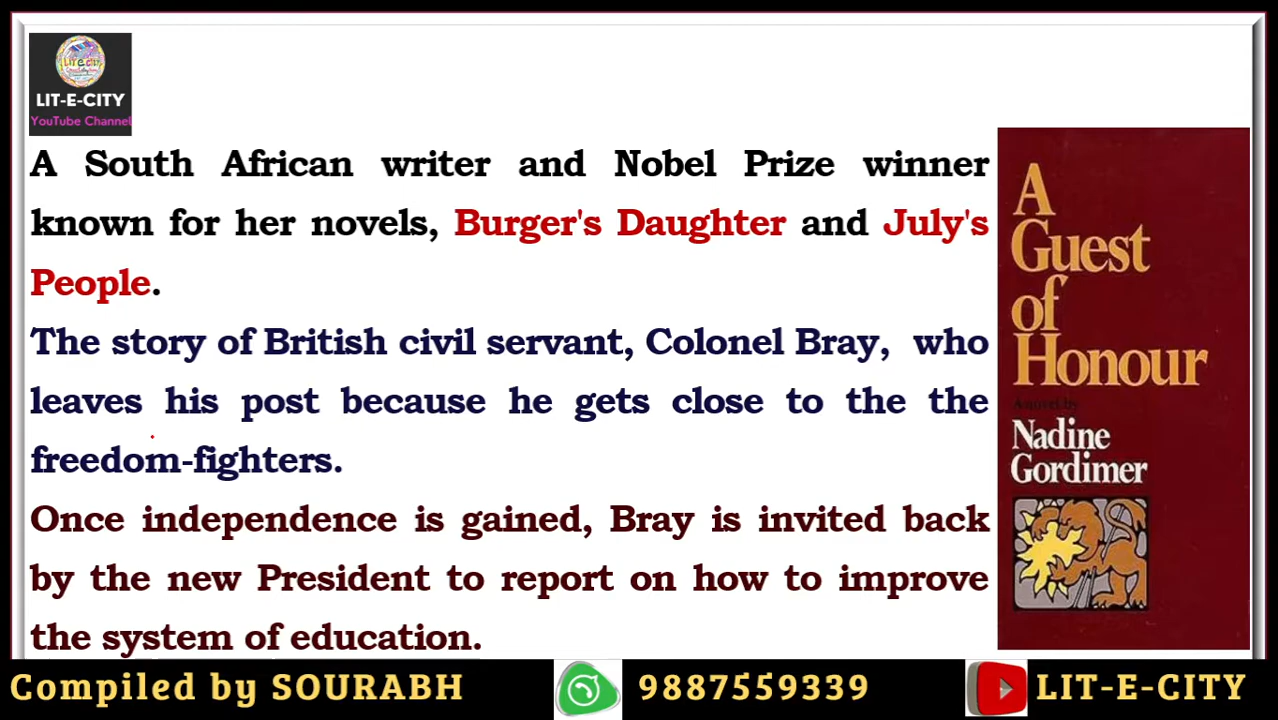 LIT-E-CITY
YouTube Channel
A South African writer and Nobel Prize winner
known for her novels, Burger's Daughter and July's
People.
The story of British civil servant, Colonel Bray, who
leaves his post because he gets close to the the
freedom-fighters.
Once independence is gained, Bray is invited back
by the new President to report on how to improve
the system of education.
A
Guest
of
Honour
A novel by
Nadine
Gordimer
Compiled by SOURABH
9887559339
LIT-E-CITY